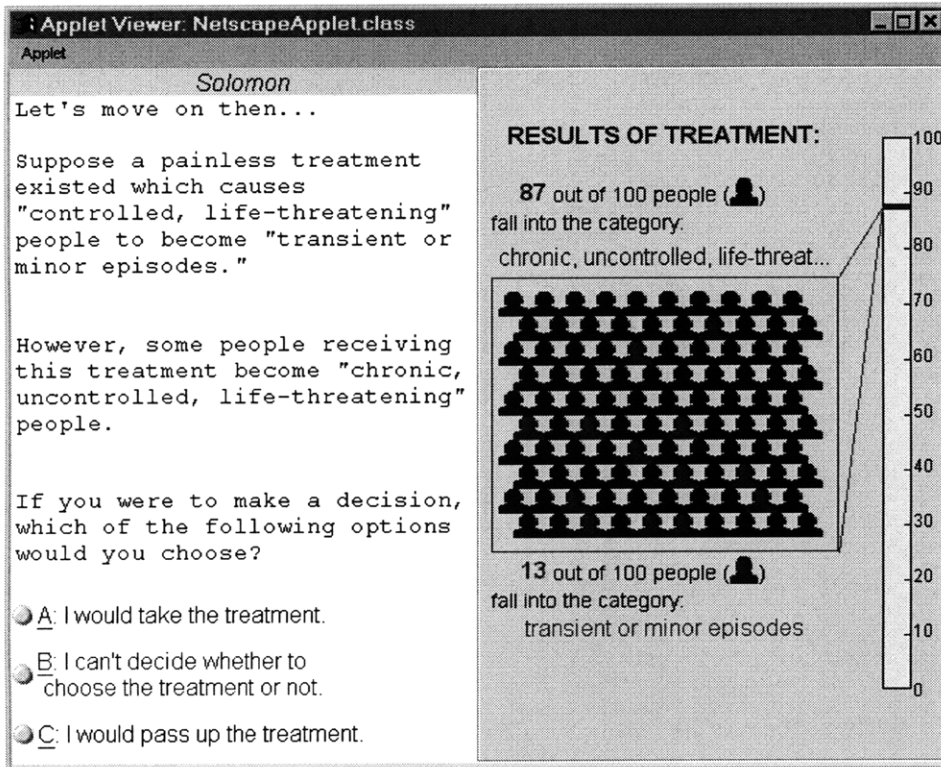 Applet Viewer: NetscapeApplet.class
Applet
Solomon
Let's move on then...
Suppose a painless treatment
existed which causes
"controlled, life-threatening"
people to become "transient or
minor episodes."
However, some people receiving
this treatment become "chronic,
uncontrolled, life-threatening"
people.
If you were to make a decision,
which of the following options
would you choose?
A: I would take the treatment.
B: I can't decide whether to
choose the treatment or not.
C: I would pass up the treatment.
RESULTS OF TREATMENT:
87 out of 100 people ( )
fall into the category:
chronic, uncontrolled, life-threat...
13 out of 100 people ( )
fall into the category:
transient or minor episodes
100
90
80
70
60
50
40
30
20
10
0